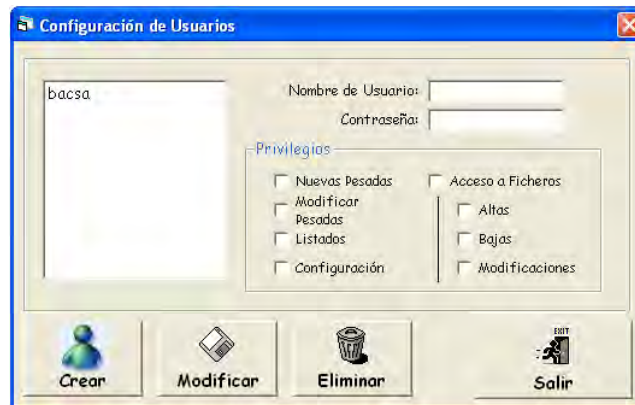 Configuración de Usuarios
bacsa
Nombre de Usuario:
Contraseña:
Privilegios
Nuevas Pesadas
Acceso a Ficheros
Modificar
Pesadas
Altas
Listados
Bajas
Configuración
Modificaciones
EXIT
Crear
Modificar
Eliminar
Salir